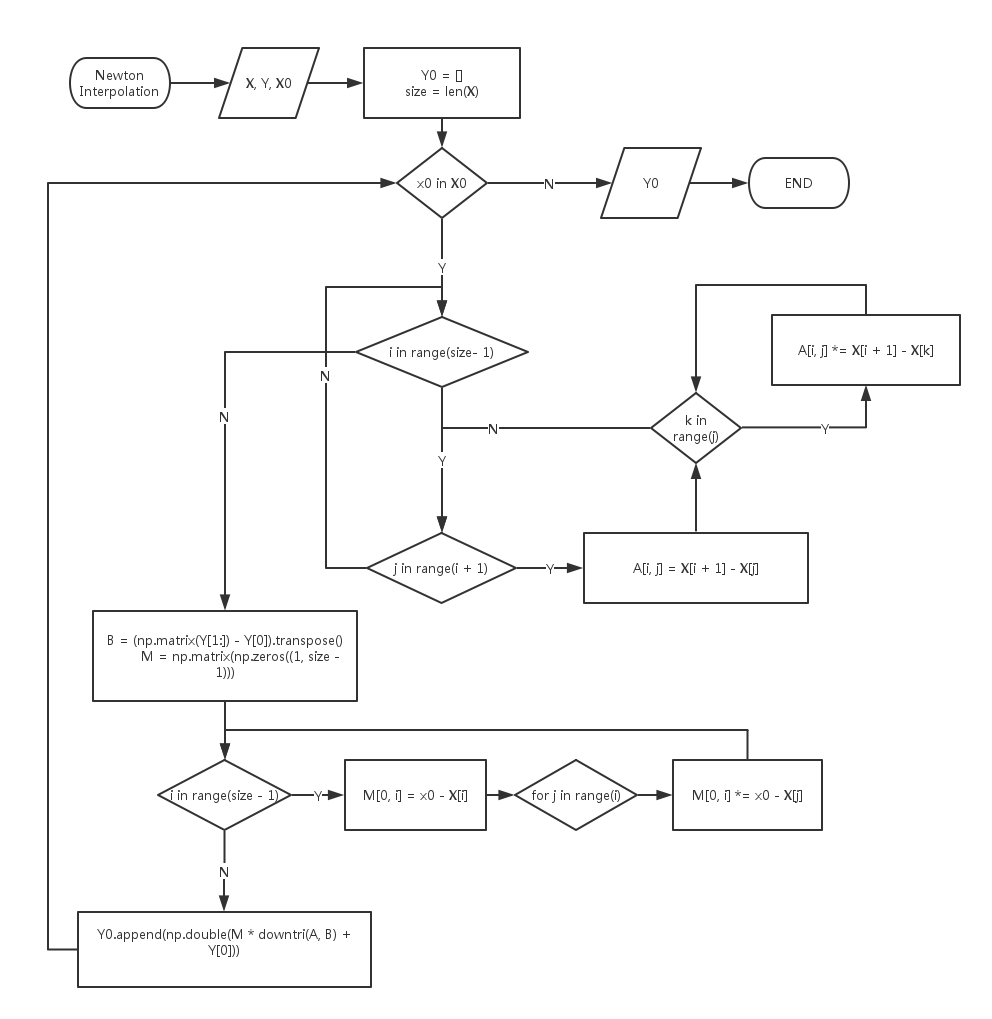 Newton
Interpolation
X, Y, X0
Y0 = []
size = len(X)
x0 in X0
N
Y0
END
Y
i in range(size- 1)
A[i, j] *= X[i + 1] - X[k]
N
N
k in
range(j)
N
Y
Y
j in range(i + 1)
Y
A[i, j] = X[i + 1] - X[j]
B = (np.matrix(Y[1:]) - Y[0]).transpose()
M = np.matrix(np.zeros((1, size -
1)))
i in range(size - 1)
Y
M[0, i] = x0 - X[i]
for j in range(i)
M[0, i] *= x0 - X[j]
N
Y0.append(np.double(M * downtri(A, B) +
Y[0]))